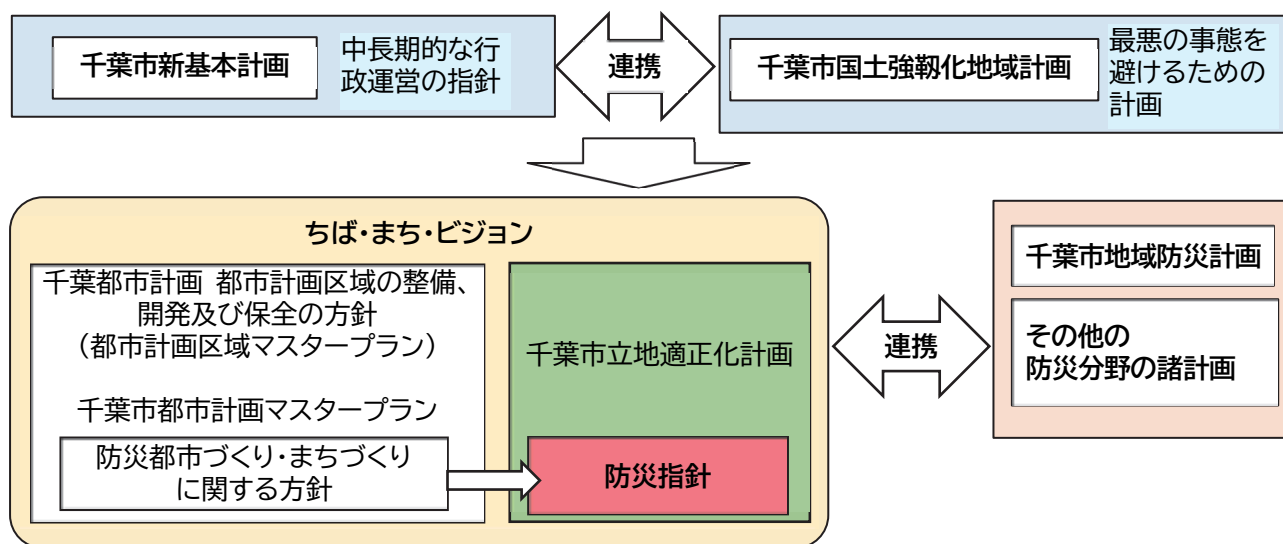 千葉市新基本計画
中長期的な行
政運営の指針
連携
千葉市国土強靱化地域計画
最悪の事態を
避けるための
計画
ちば・まち・ビジョン
千葉都市計画 都市計画区域の整備、
開発及び保全の方針
（都市計画区域マスタープラン）
千葉市都市計画マスタープラン
防災都市づくり・まちづくり
に関する方針
千葉市立地適正化計画
防災指針
連携
千葉市地域防災計画
その他の
防災分野の諸計画